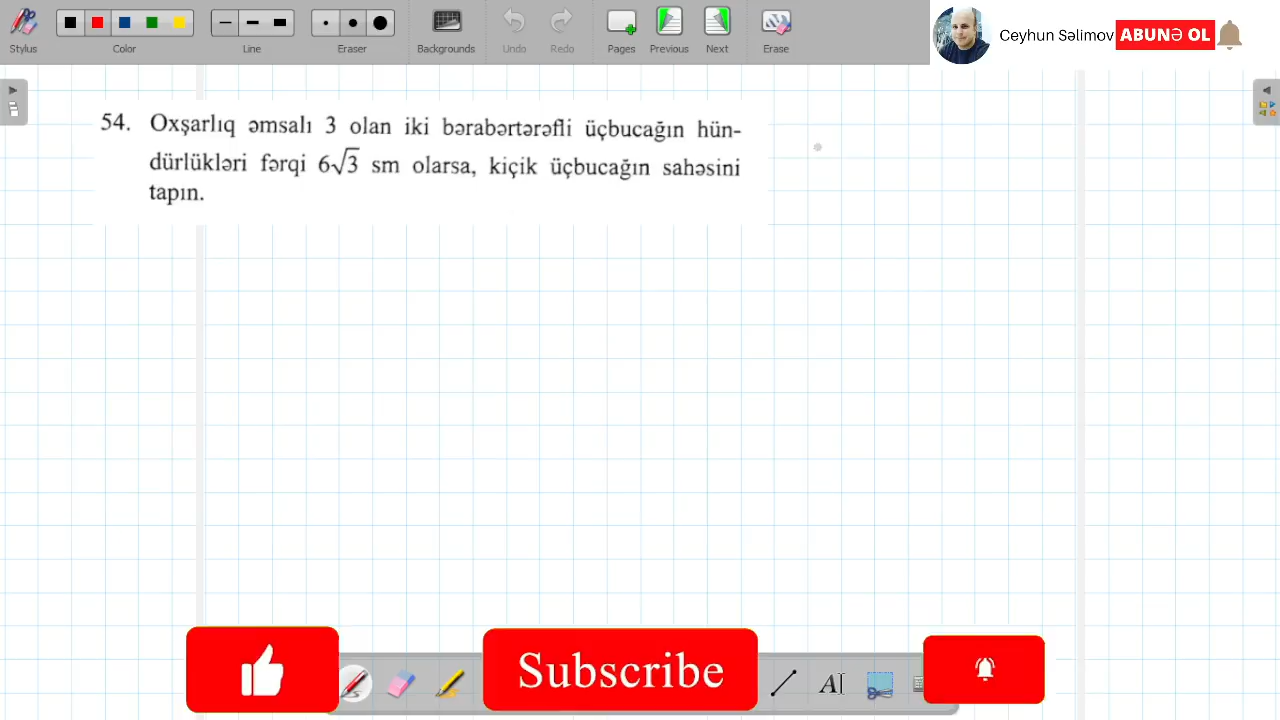 Stylus
Color
Line
Eraser
Backgrounds
Undo
Redo
Pages
Previous
Next
Erase
Ceyhun Səlimov
ABUNƏ OL
54. Oxşarlıq əmsalı 3 olan iki bərabərtərəfli üçbucağın hün-
dürlükləri fərqi 6√3 sm olarsa, kiçik üçbucağın sahəsini
tapın.
Subscribe
A